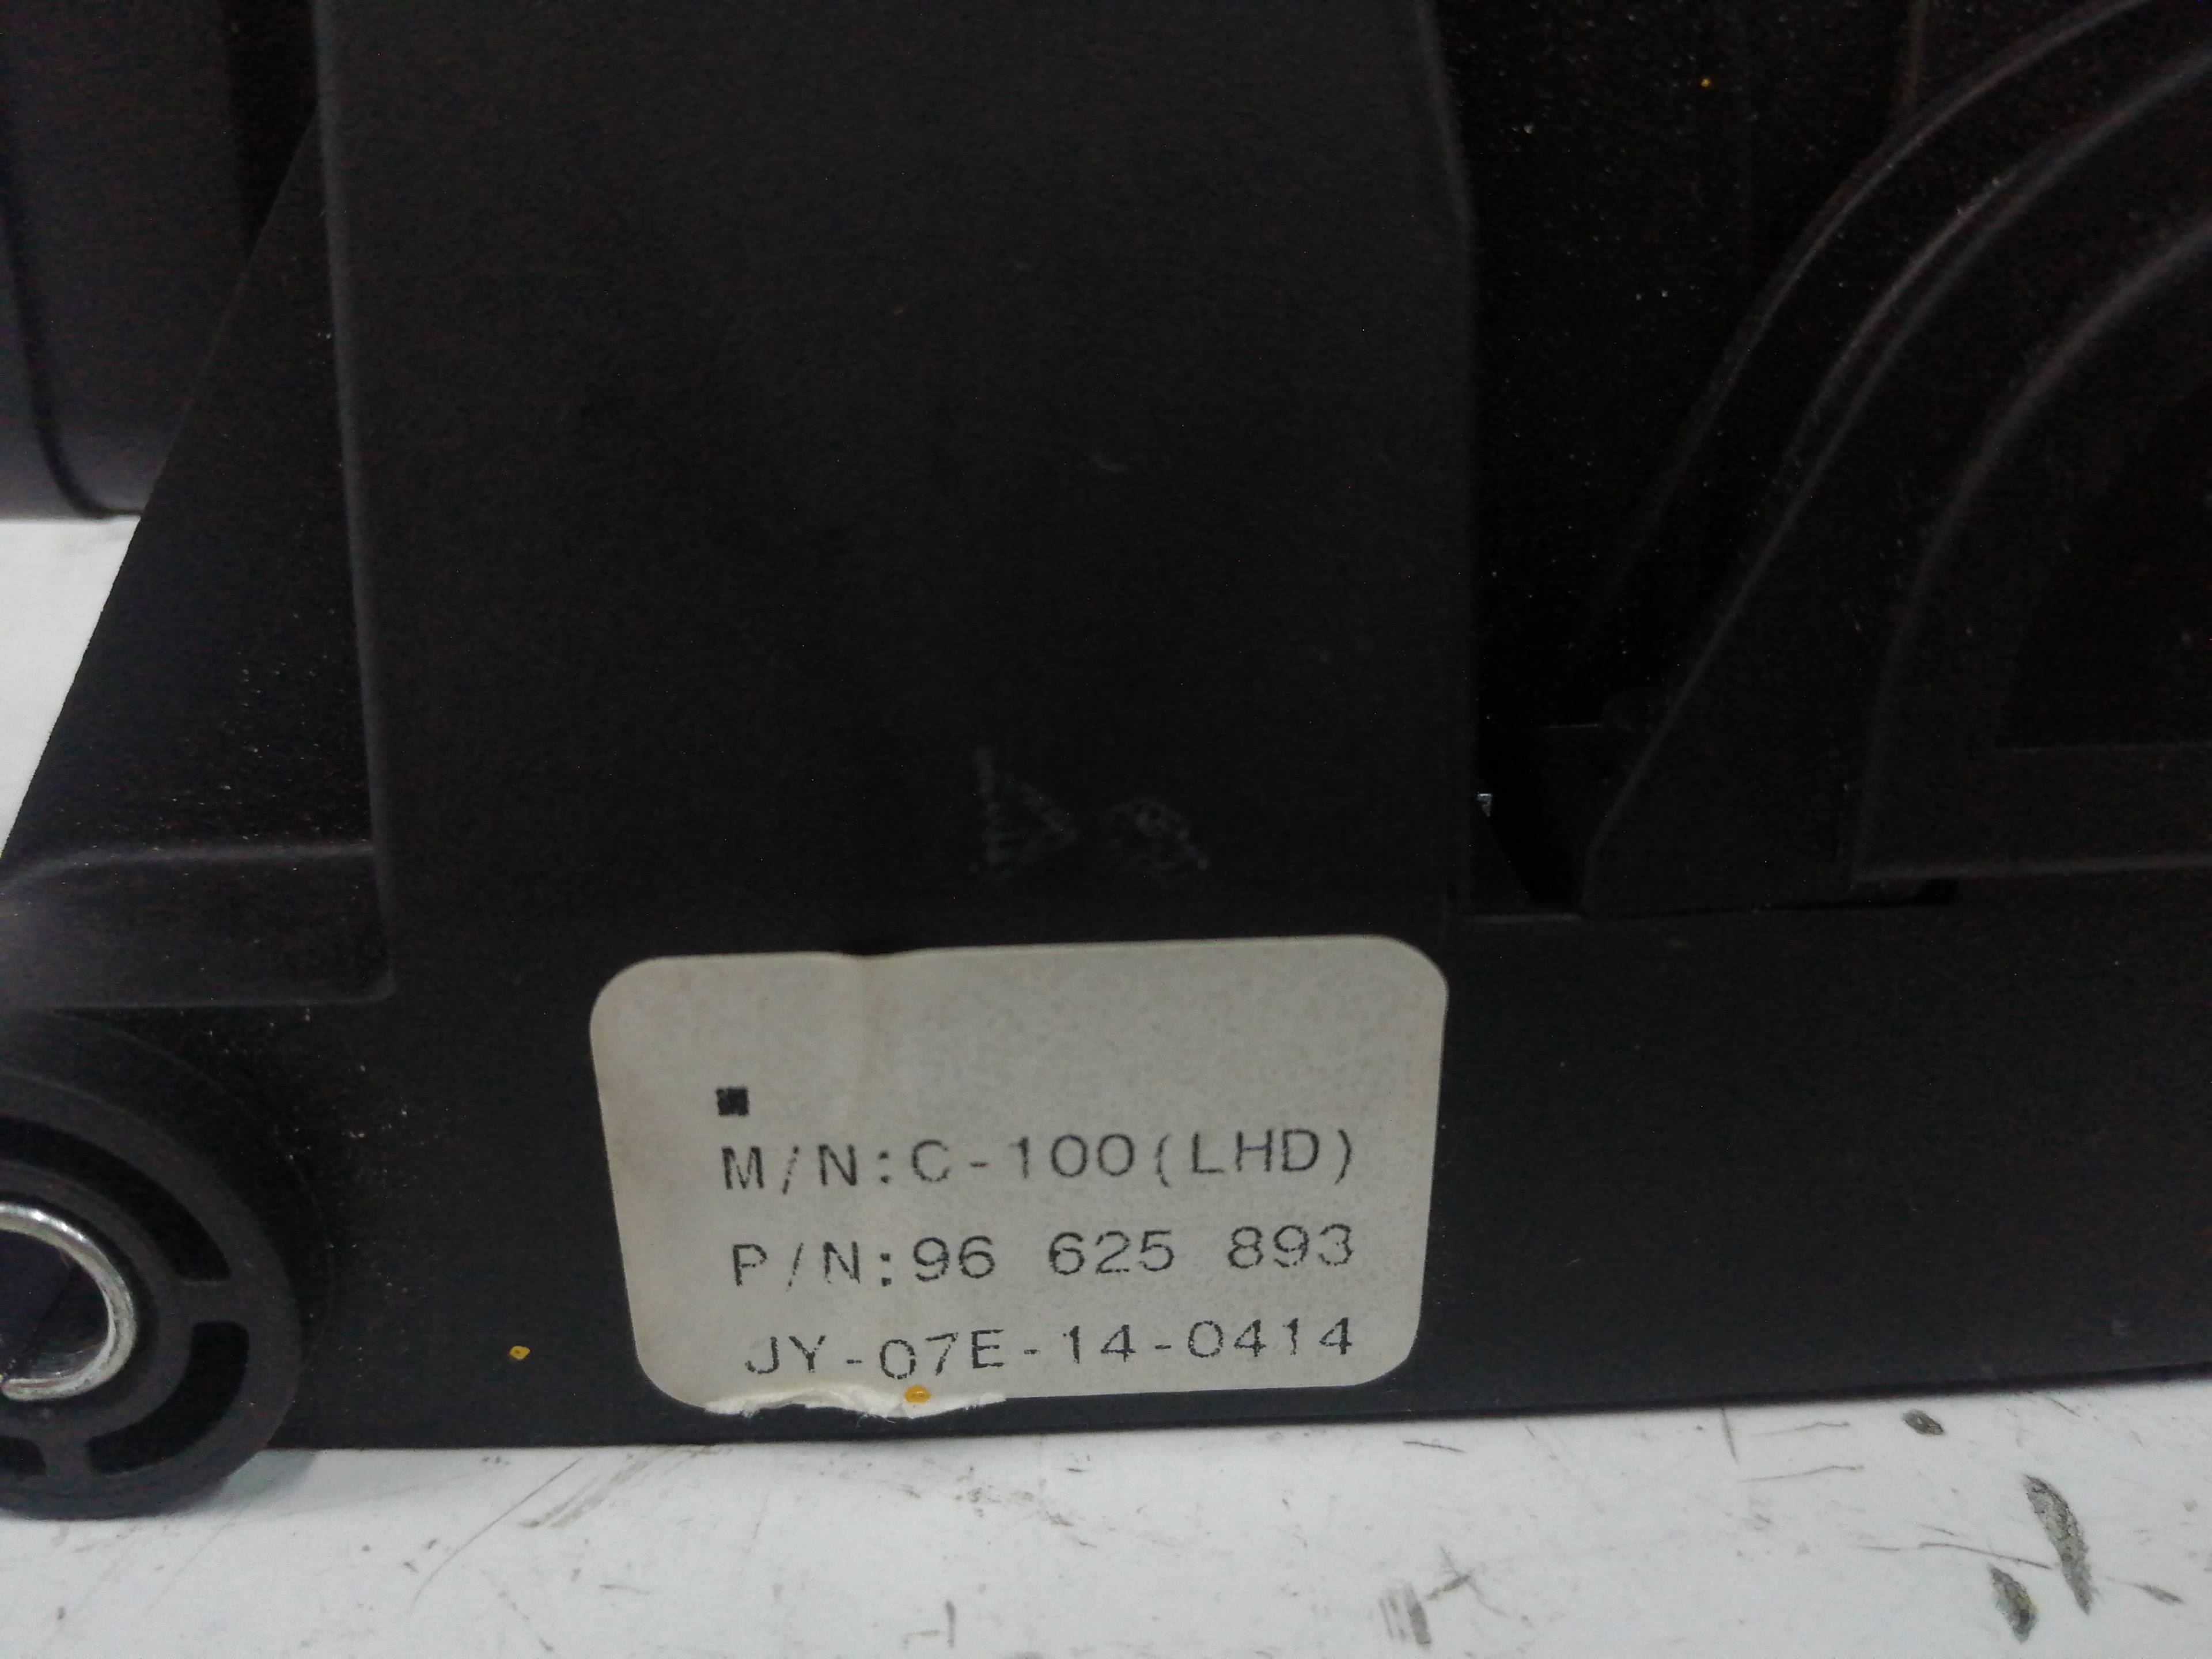 M/N:C-100(LHD)
P/N:96 625 893
JY-07E-14-0414